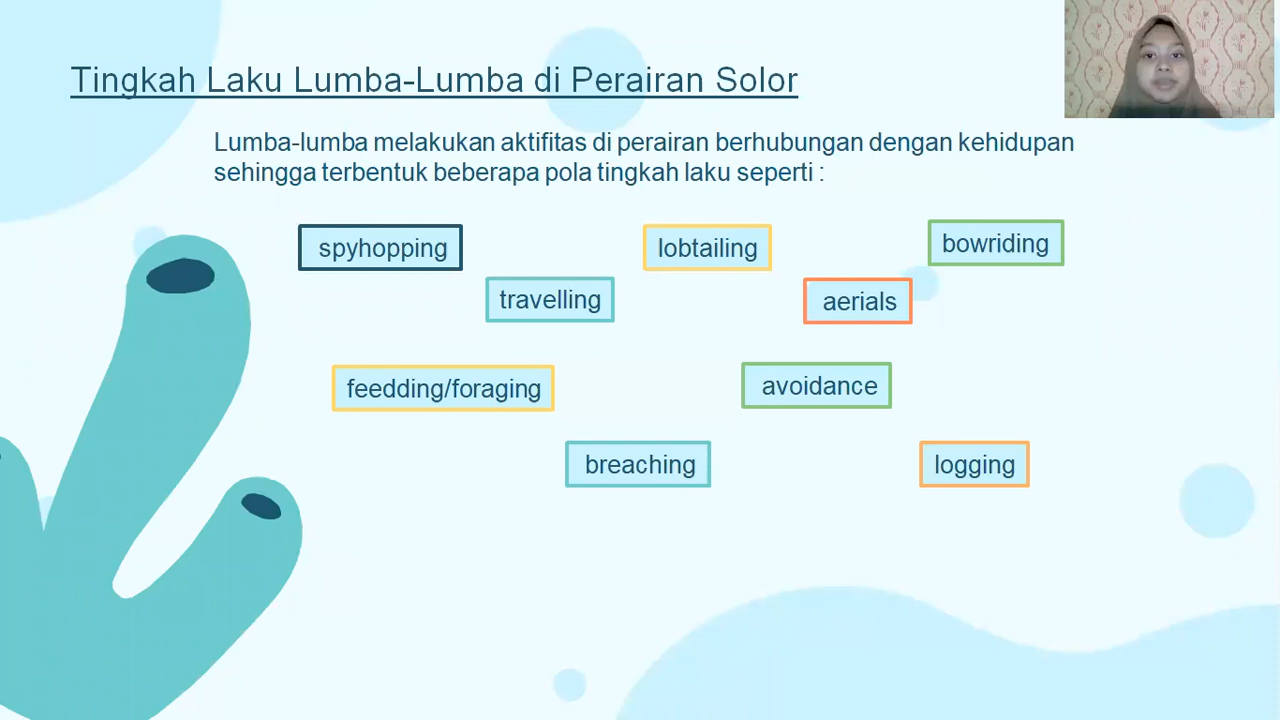 Tingkah Laku Lumba-Lumba di Perairan Solor
Lumba-lumba melakukan aktifitas di perairan berhubungan dengan kehidupan
sehingga terbentuk beberapa pola tingkah laku seperti :
spyhopping
lobtailing
bowriding
travelling
aerials
feedding/foraging
avoidance
breaching
logging